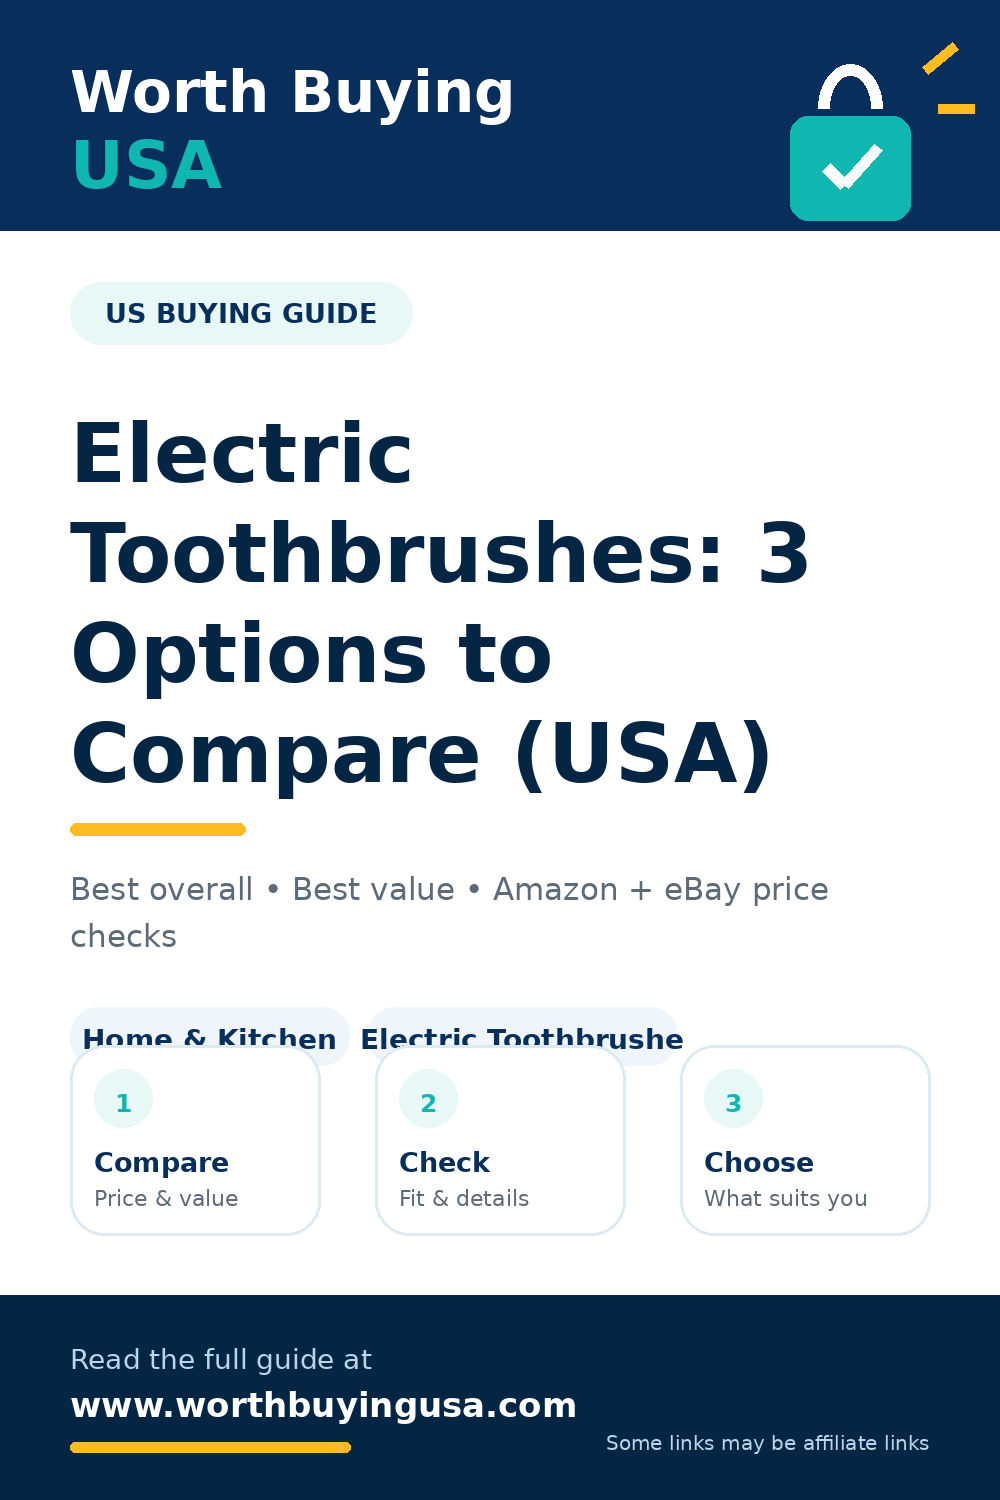 Worth Buying
USA
US BUYING GUIDE
Electric
Toothbrushes: 3
Options to
Compare (USA)
Best overall • Best value • Amazon + eBay price
checks
Home & Kitchen
Electric Toothbrushe
1
Compare
Price & value
2
Check
Fit & details
3
Choose
What suits you
Read the full guide at
www.worthbuyingusa.com
Some links may be affiliate links